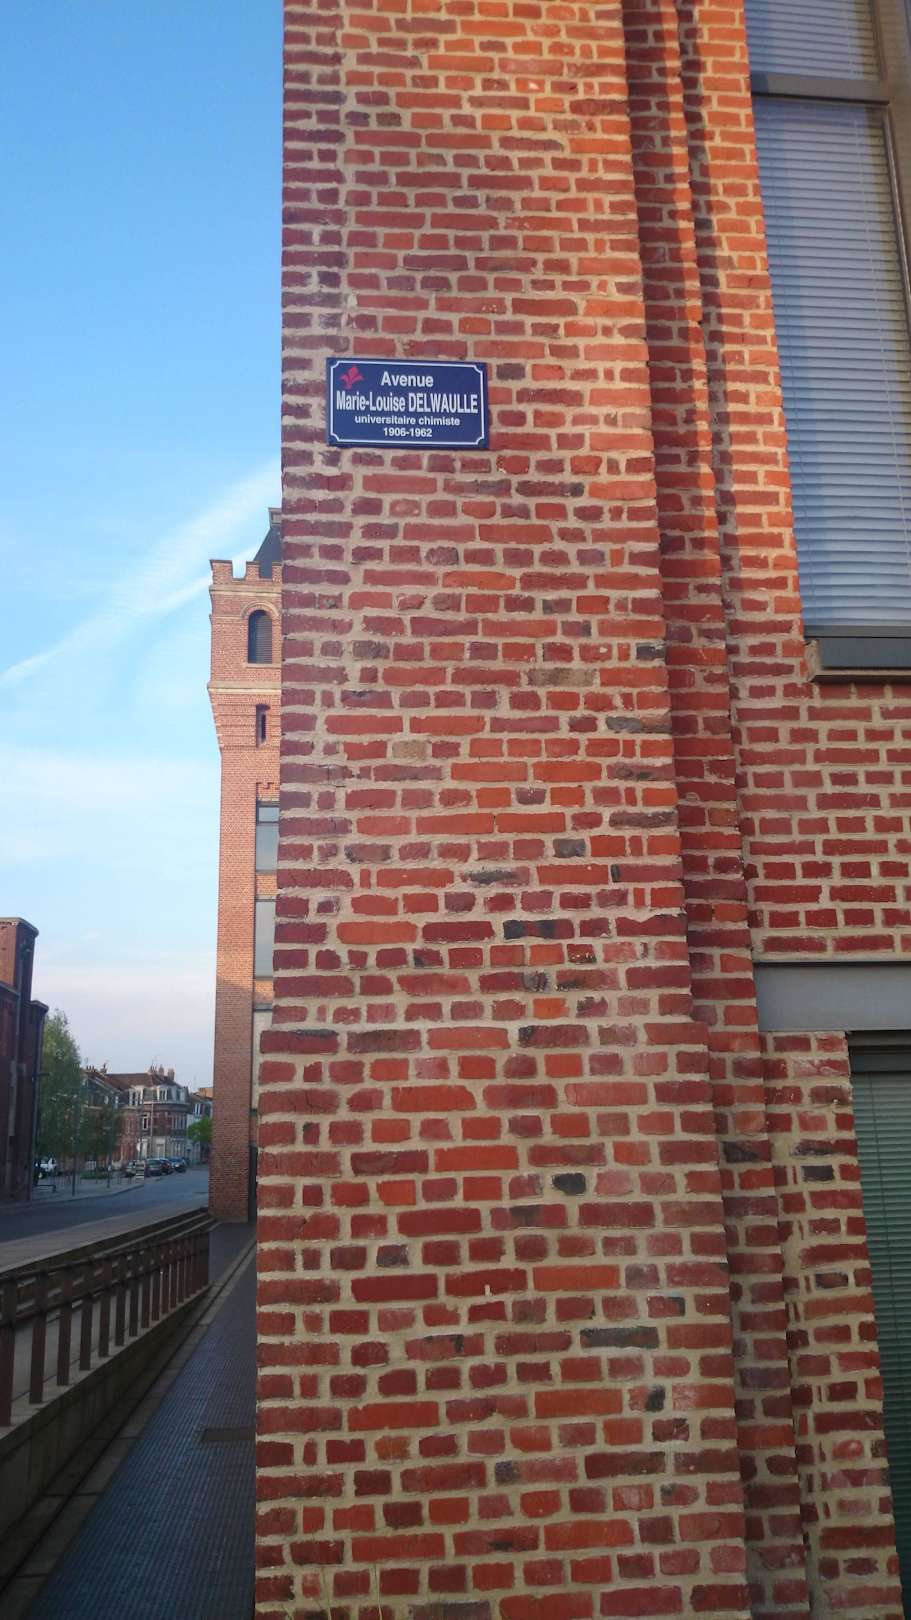 Avenue
Marie-Louise DELWAULLE
universitaire chimiste
1906-1962